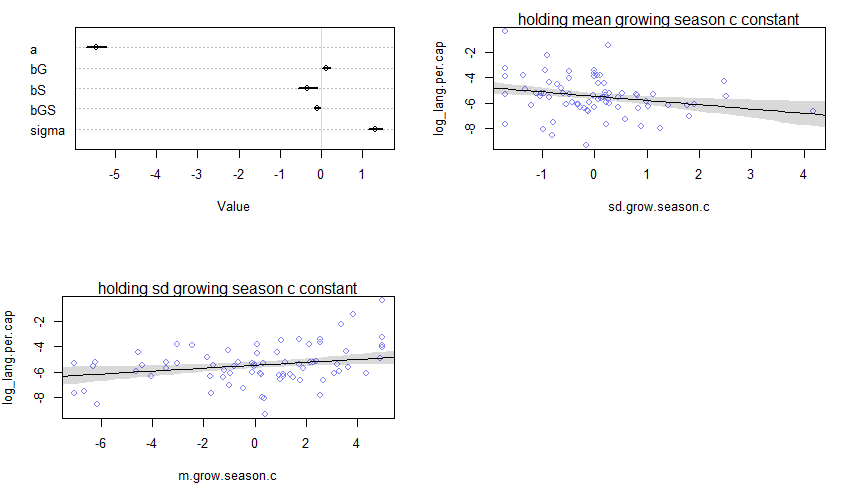 a
bG
bS
bGS
sigma
-5 -4 -3 -2 -1 0 1
Value
holding mean growing season c constant
log_lang.per.cap
-2
-4
-6
-8
-1 0 1 2 3 4
sd.grow.season.c
holding sd growing season c constant
log_lang.per.cap
-2
-4
-6
-8
-6 -4 -2 0 2 4
m.grow.season.c